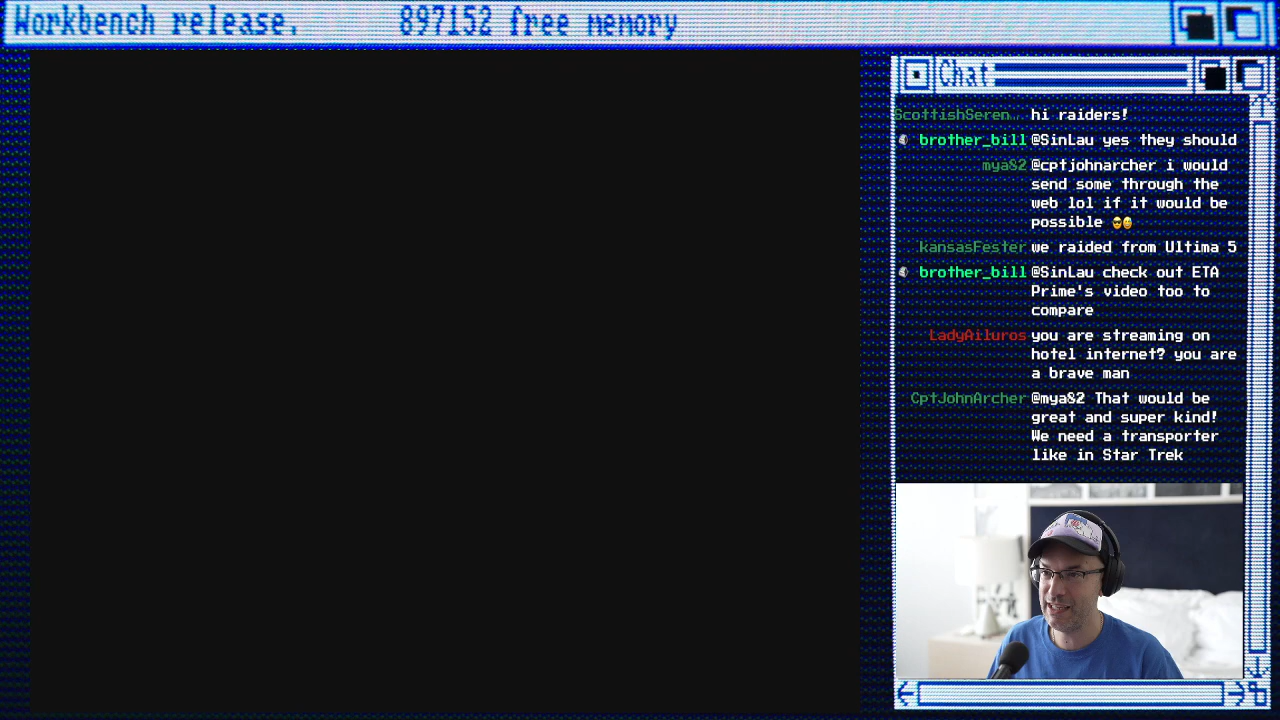 Workbench release. 897152 free memory
Chat
ScottishSeren... hi raiders!
brother_bill @SinLau yes they should
mya82 @cptjohnarcher i would
send some through the
web lol if it would be
possible 😎😊
kansasFester we raided from Ultima 5
brother_bill @SinLau check out ETA
Prime's video too to
compare
LadyAiluros you are streaming on
hotel internet? you are
a brave man
CptJohnArcher @mya82 That would be
great and super kind!
We need a transporter
like in Star Trek